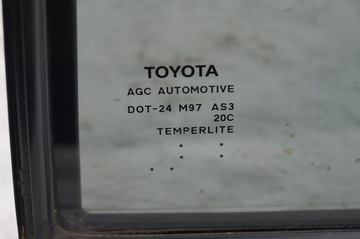 TOYOTA
AGC AUTOMOTIVE
DOT-24 M97 AS3
20C
TEMPERLITE